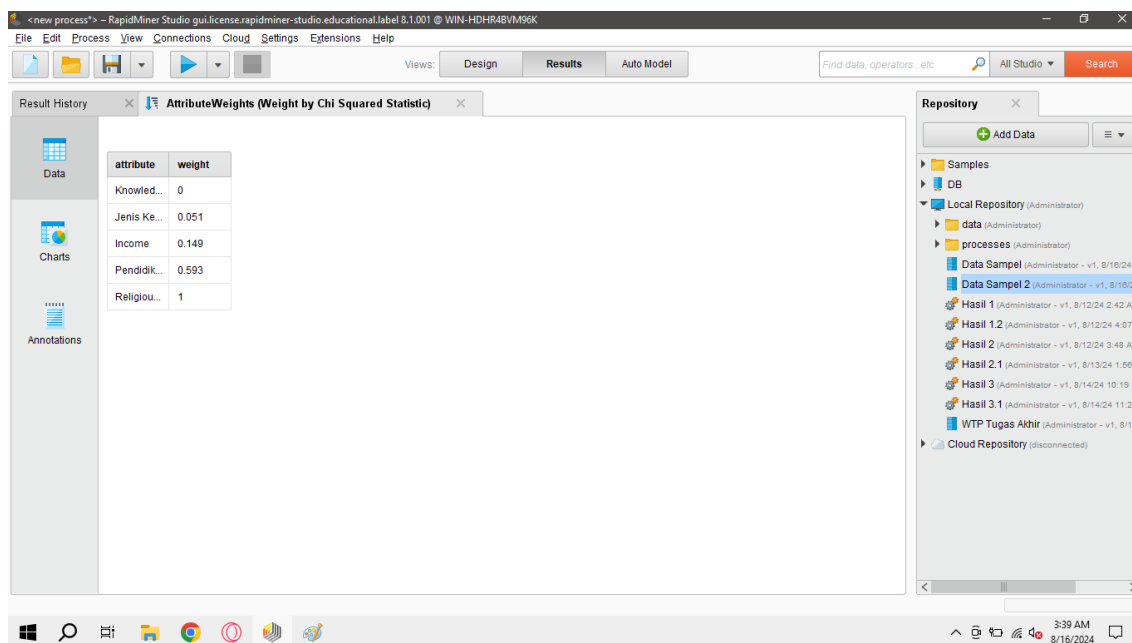 <new process*> – RapidMiner Studio gui.license.rapidminer-studio.educational.label 8.1.001 @ WIN-HDHR4BVM96K
File Edit Process View Connections Cloud Settings Extensions Help
Views: Design Results Auto Model Find data, operators...etc All Studio Search
Result History AttributeWeights (Weight by Chi Squared Statistic)
Data
Charts
Annotations
attribute weight
Knowled... 0
Jenis Ke... 0.051
Income 0.149
Pendidik... 0.593
Religiou... 1
Repository
Add Data
Samples
DB
Local Repository (Administrator)
data (Administrator)
processes (Administrator)
Data Sampel (Administrator - v1, 8/16/24
Data Sampel 2 (Administrator - v1, 8/16/2
Hasil 1 (Administrator - v1, 8/12/24 2:42 A
Hasil 1.2 (Administrator - v1, 8/12/24 4:07
Hasil 2 (Administrator - v1, 8/12/24 3:48 A
Hasil 2.1 (Administrator - v1, 8/13/24 1:56
Hasil 3 (Administrator - v1, 8/14/24 10:19
Hasil 3.1 (Administrator - v1, 8/14/24 11:2
WTP Tugas Akhir (Administrator - v1, 8/1
Cloud Repository (disconnected)
3:39 AM
8/16/2024